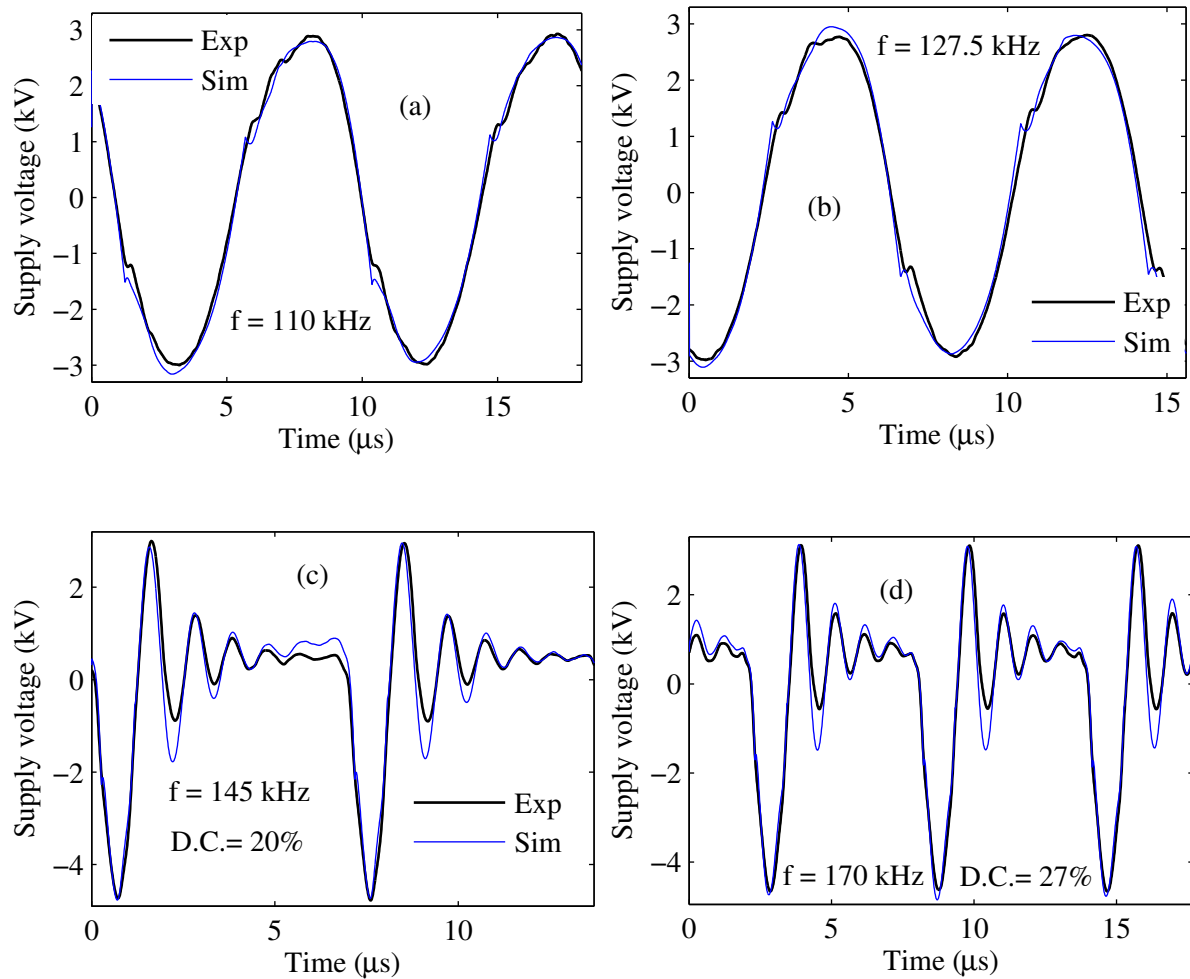 3
2
1
0
−1
−2
−3
Supply voltage (kV)
Exp
Sim
(a)
f = 110 kHz
0
5
10
15
Time (μs)
3
2
1
0
−1
−2
−3
Supply voltage (kV)
f = 127.5 kHz
(b)
Exp
Sim
0
5
10
15
Time (μs)
2
0
−2
−4
Supply voltage (kV)
(c)
f = 145 kHz
D.C.= 20%
Exp
Sim
0
5
10
Time (μs)
2
0
−2
−4
Supply voltage (kV)
(d)
f = 170 kHz
D.C.= 27%
0
5
10
15
Time (μs)